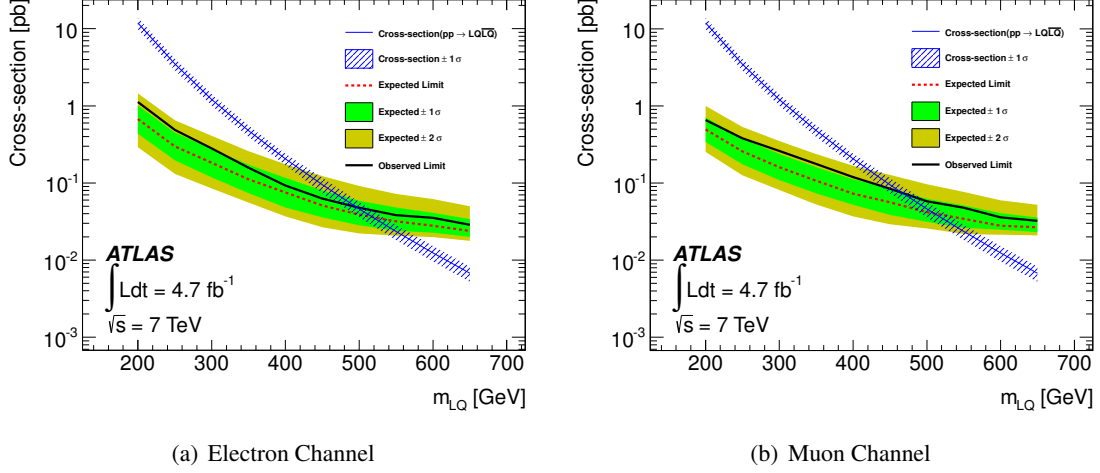 Cross-section [pb]
10
1
10⁻¹
10⁻²
10⁻³
Cross-section(pp → LQL̅Q̅)
Cross-section ± 1 σ
Expected Limit
Expected ± 1 σ
Expected ± 2 σ
Observed Limit
ATLAS
∫Ldt = 4.7 fb⁻¹
√s = 7 TeV
200 300 400 500 600 700
m_LQ [GeV]
(a) Electron Channel
Cross-section [pb]
10
1
10⁻¹
10⁻²
10⁻³
Cross-section(pp → LQL̅Q̅)
Cross-section ± 1 σ
Expected Limit
Expected ± 1 σ
Expected ± 2 σ
Observed Limit
ATLAS
∫Ldt = 4.7 fb⁻¹
√s = 7 TeV
200 300 400 500 600 700
m_LQ [GeV]
(b) Muon Channel